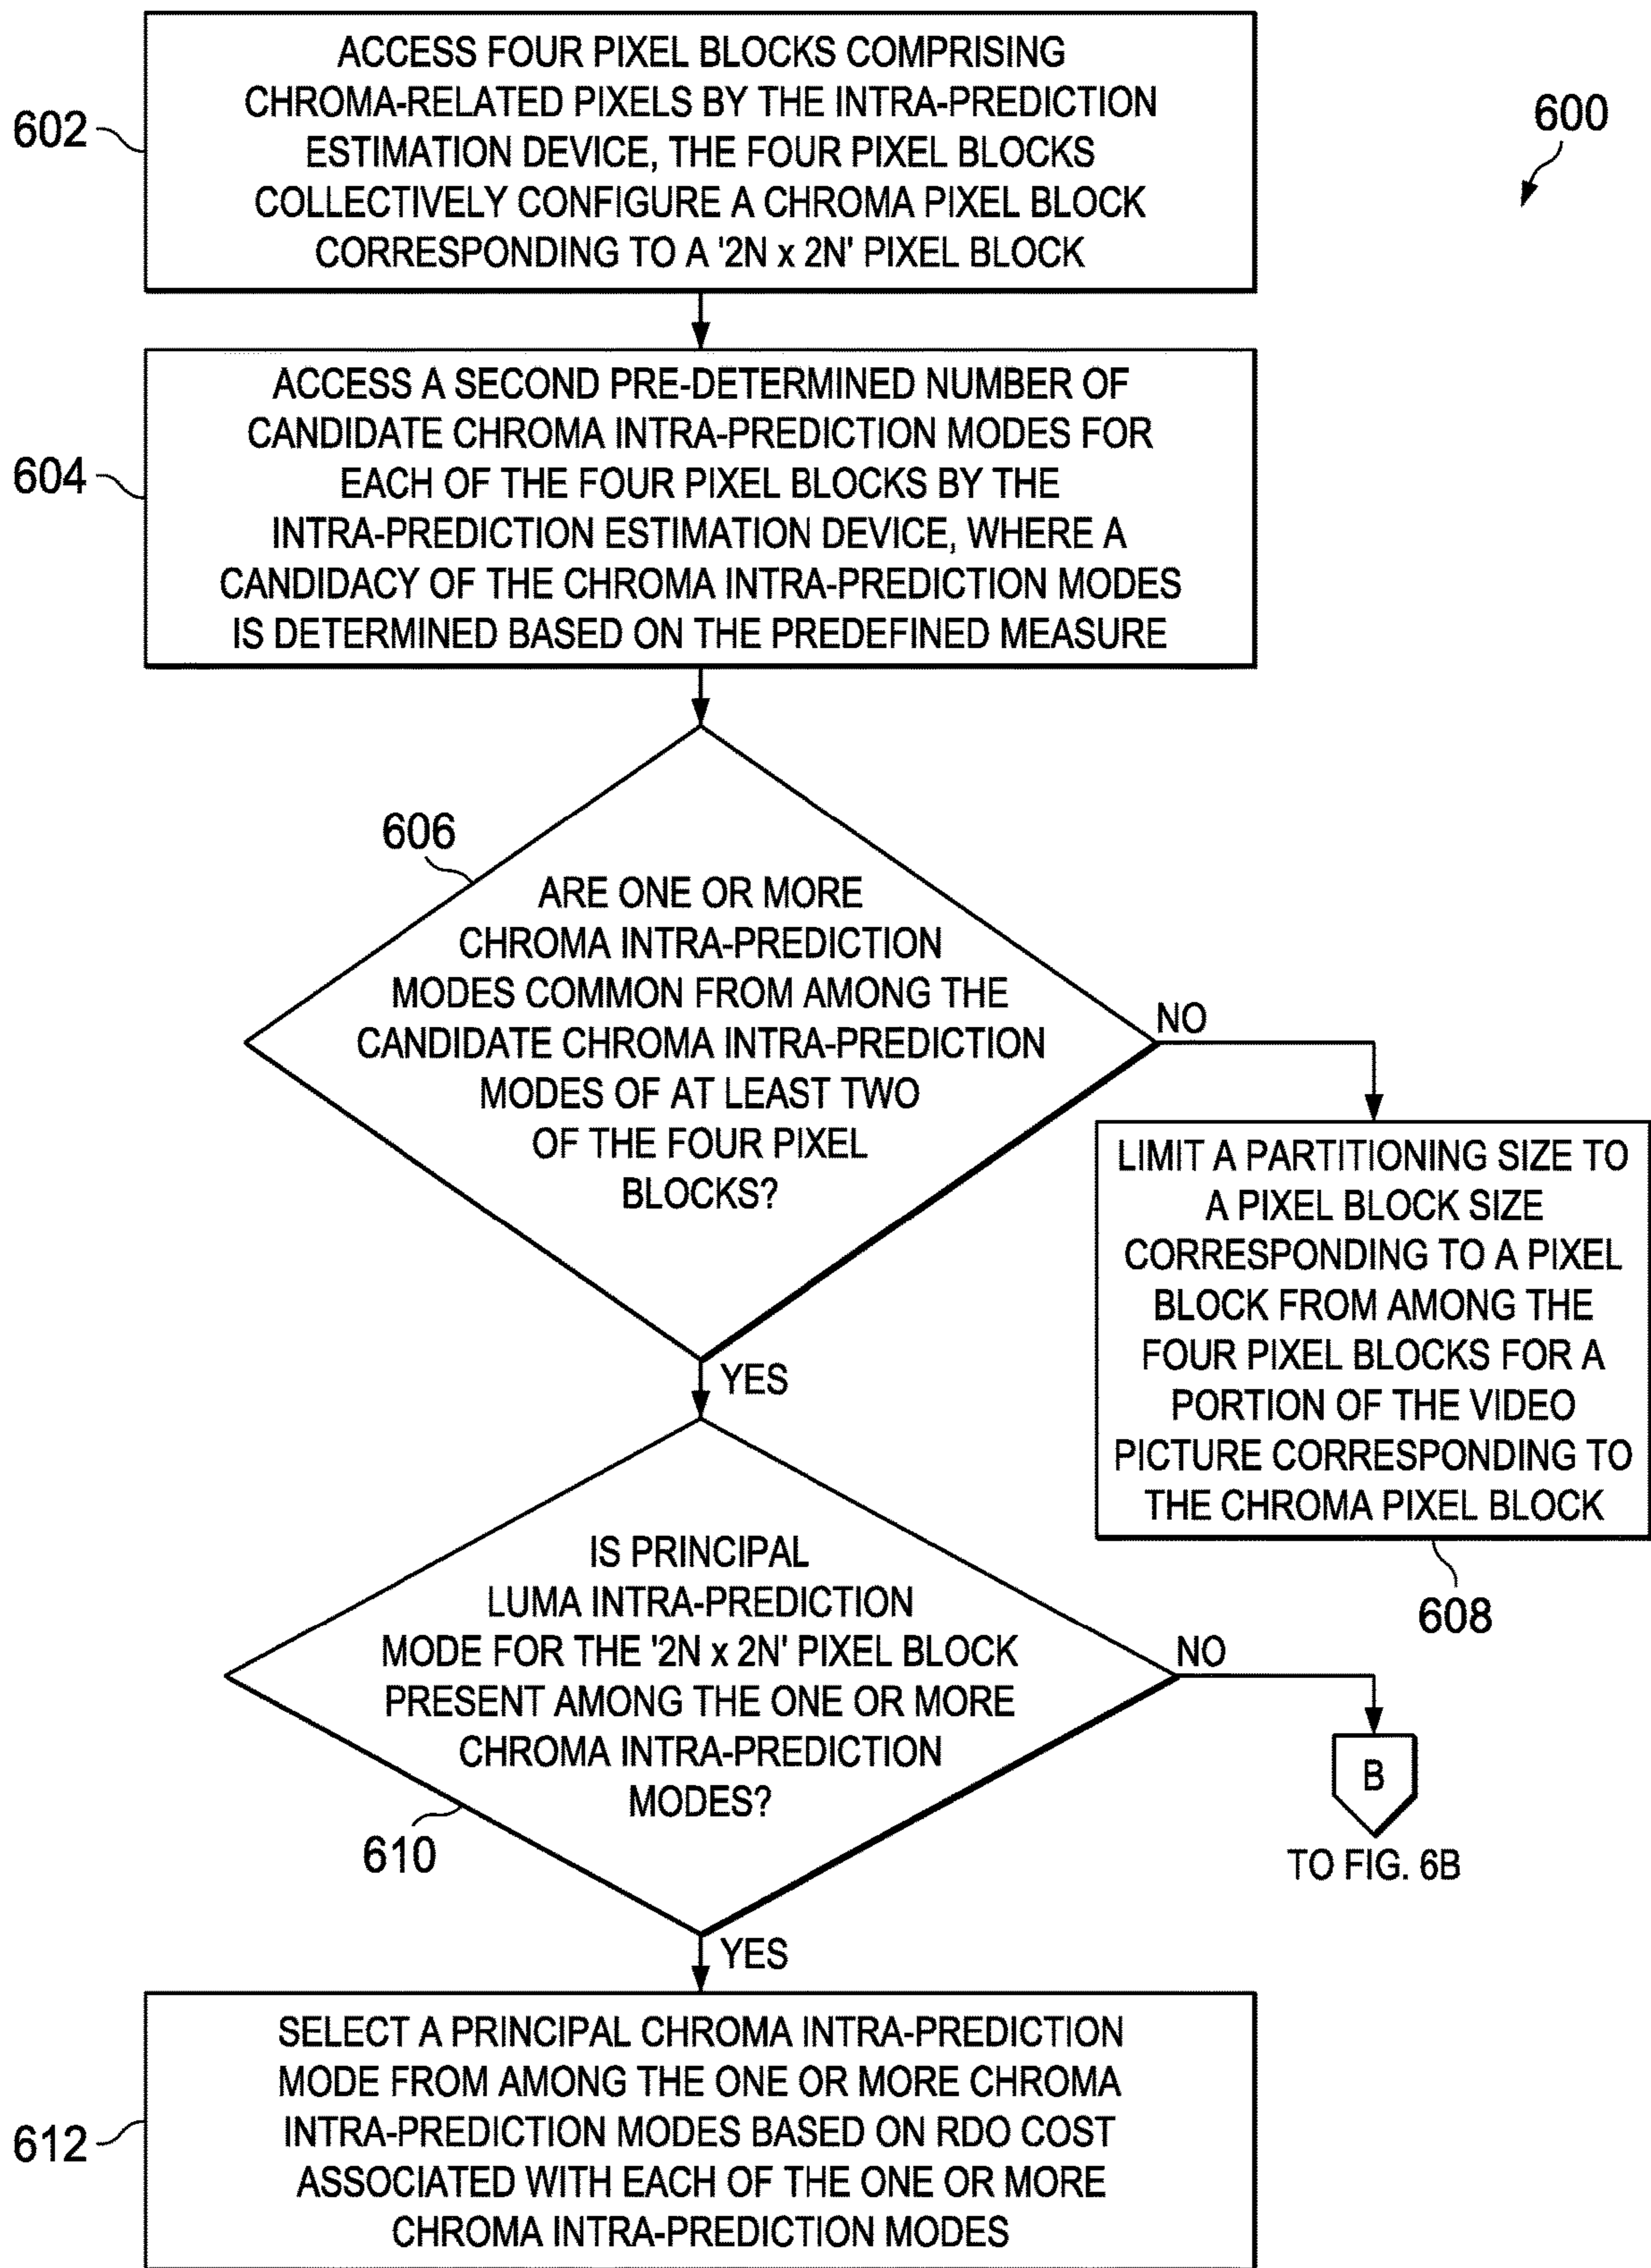 600
602
ACCESS FOUR PIXEL BLOCKS COMPRISING
CHROMA-RELATED PIXELS BY THE INTRA-PREDICTION
ESTIMATION DEVICE, THE FOUR PIXEL BLOCKS
COLLECTIVELY CONFIGURE A CHROMA PIXEL BLOCK
CORRESPONDING TO A '2N x 2N' PIXEL BLOCK
604
ACCESS A SECOND PRE-DETERMINED NUMBER OF
CANDIDATE CHROMA INTRA-PREDICTION MODES FOR
EACH OF THE FOUR PIXEL BLOCKS BY THE
INTRA-PREDICTION ESTIMATION DEVICE, WHERE A
CANDIDACY OF THE CHROMA INTRA-PREDICTION MODES
IS DETERMINED BASED ON THE PREDEFINED MEASURE
606
ARE ONE OR MORE
CHROMA INTRA-PREDICTION
MODES COMMON FROM AMONG THE
CANDIDATE CHROMA INTRA-PREDICTION
MODES OF AT LEAST TWO
OF THE FOUR PIXEL
BLOCKS?
NO
LIMIT A PARTITIONING SIZE TO
A PIXEL BLOCK SIZE
CORRESPONDING TO A PIXEL
BLOCK FROM AMONG THE
FOUR PIXEL BLOCKS FOR A
PORTION OF THE VIDEO
PICTURE CORRESPONDING TO
THE CHROMA PIXEL BLOCK
608
YES
IS PRINCIPAL
LUMA INTRA-PREDICTION
MODE FOR THE '2N x 2N' PIXEL BLOCK
PRESENT AMONG THE ONE OR MORE
CHROMA INTRA-PREDICTION
MODES?
610
NO
B
TO FIG. 6B
YES
612
SELECT A PRINCIPAL CHROMA INTRA-PREDICTION
MODE FROM AMONG THE ONE OR MORE CHROMA
INTRA-PREDICTION MODES BASED ON RDO COST
ASSOCIATED WITH EACH OF THE ONE OR MORE
CHROMA INTRA-PREDICTION MODES